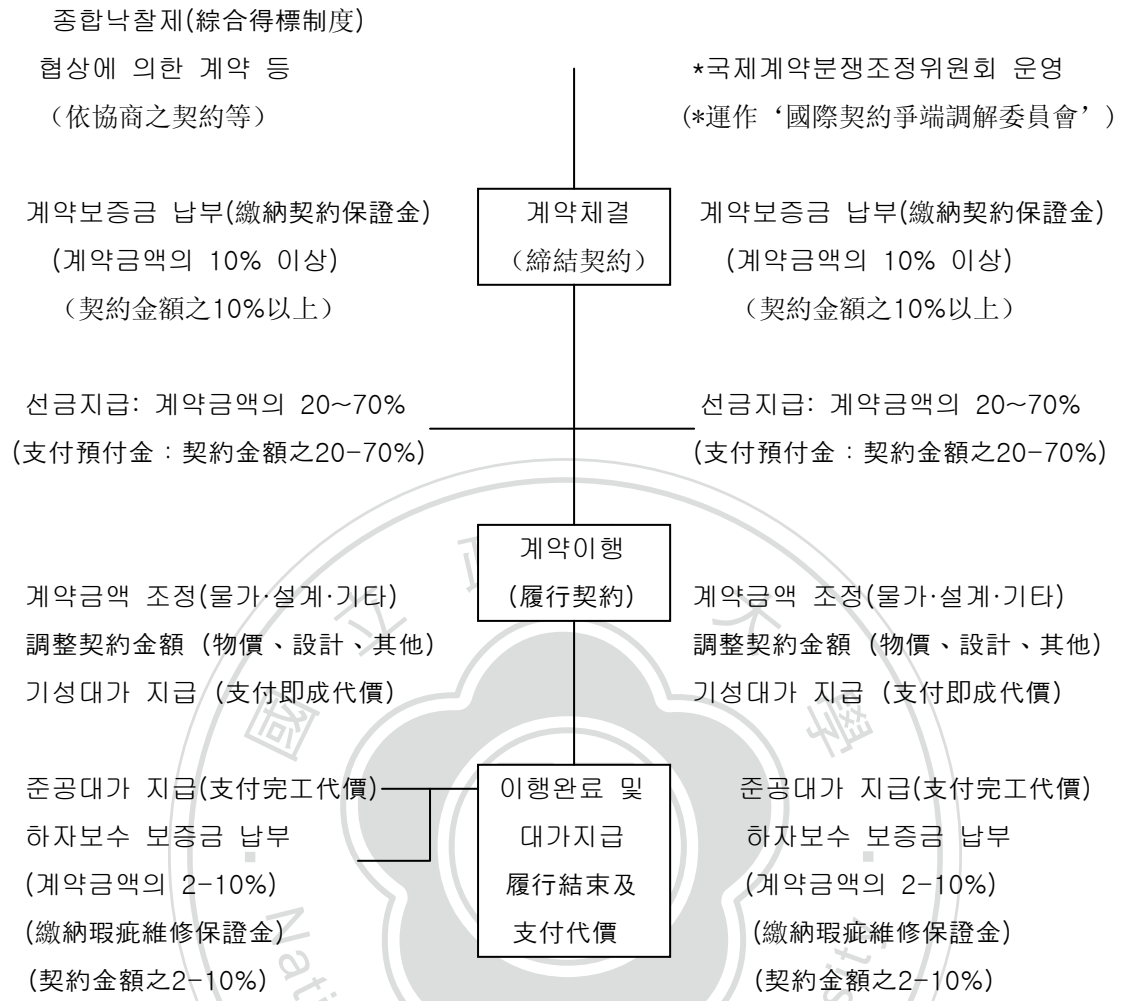 종합낙찰제(綜合得標制度)
협상에 의한 계약 등
（依協商之契約等）
*국제계약분쟁조정위원회 운영
(*運作‘國際契約爭端調解委員會’)
계약보증금 납부(繳納契約保證金)
(계약금액의 10% 이상)
（契約金額之10%以上）
계약체결
（締結契約）
계약보증금 납부(繳納契約保證金)
(계약금액의 10% 이상)
（契約金額之10%以上）
선금지급: 계약금액의 20~70%
(支付預付金：契約金額之20-70%)
선금지급: 계약금액의 20~70%
(支付預付金：契約金額之20-70%)
계약이행
(履行契約)
계약금액 조정(물가·설계·기타)
調整契約金額 (物價、設計、其他)
기성대가 지급 (支付即成代價)
계약금액 조정(물가·설계·기타)
調整契約金額 (物價、設計、其他)
기성대가 지급 (支付即成代價)
준공대가 지급(支付完工代價)
하자보수 보증금 납부
(계약금액의 2-10%)
(繳納瑕疵維修保證金)
(契約金額之2-10%)
이행완료 및
대가지급
履行結束及
支付代價
준공대가 지급(支付完工代價)
하자보수 보증금 납부
(계약금액의 2-10%)
(繳納瑕疵維修保證金)
(契約金額之2-10%)
國立 大學